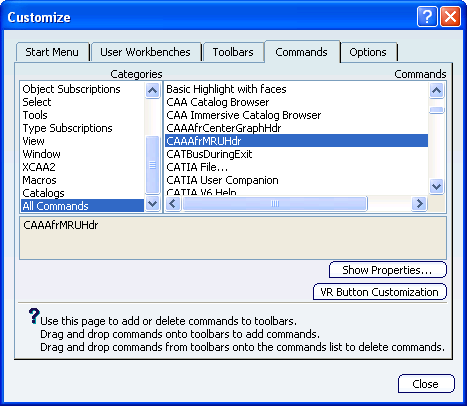 Customize
Start Menu
User Workbenches
Toolbars
Commands
Options
Categories
Commands
Object Subscriptions
Select
Tools
Type Subscriptions
View
Window
XCAA2
Macros
Catalogs
All Commands
Basic Highlight with faces
CAA Catalog Browser
CAA Immersive Catalog Browser
CAAAfrCenterGraphHdr
CAAAfrMRUHdr
CATBusDuringExit
CATIA File...
CATIA User Companion
CATIA V6 Help
CAAAfrMRUHdr
Show Properties...
VR Button Customization
Use this page to add or delete commands to toolbars.
Drag and drop commands onto toolbars to add commands.
Drag and drop commands from toolbars onto the commands list to delete commands.
Close